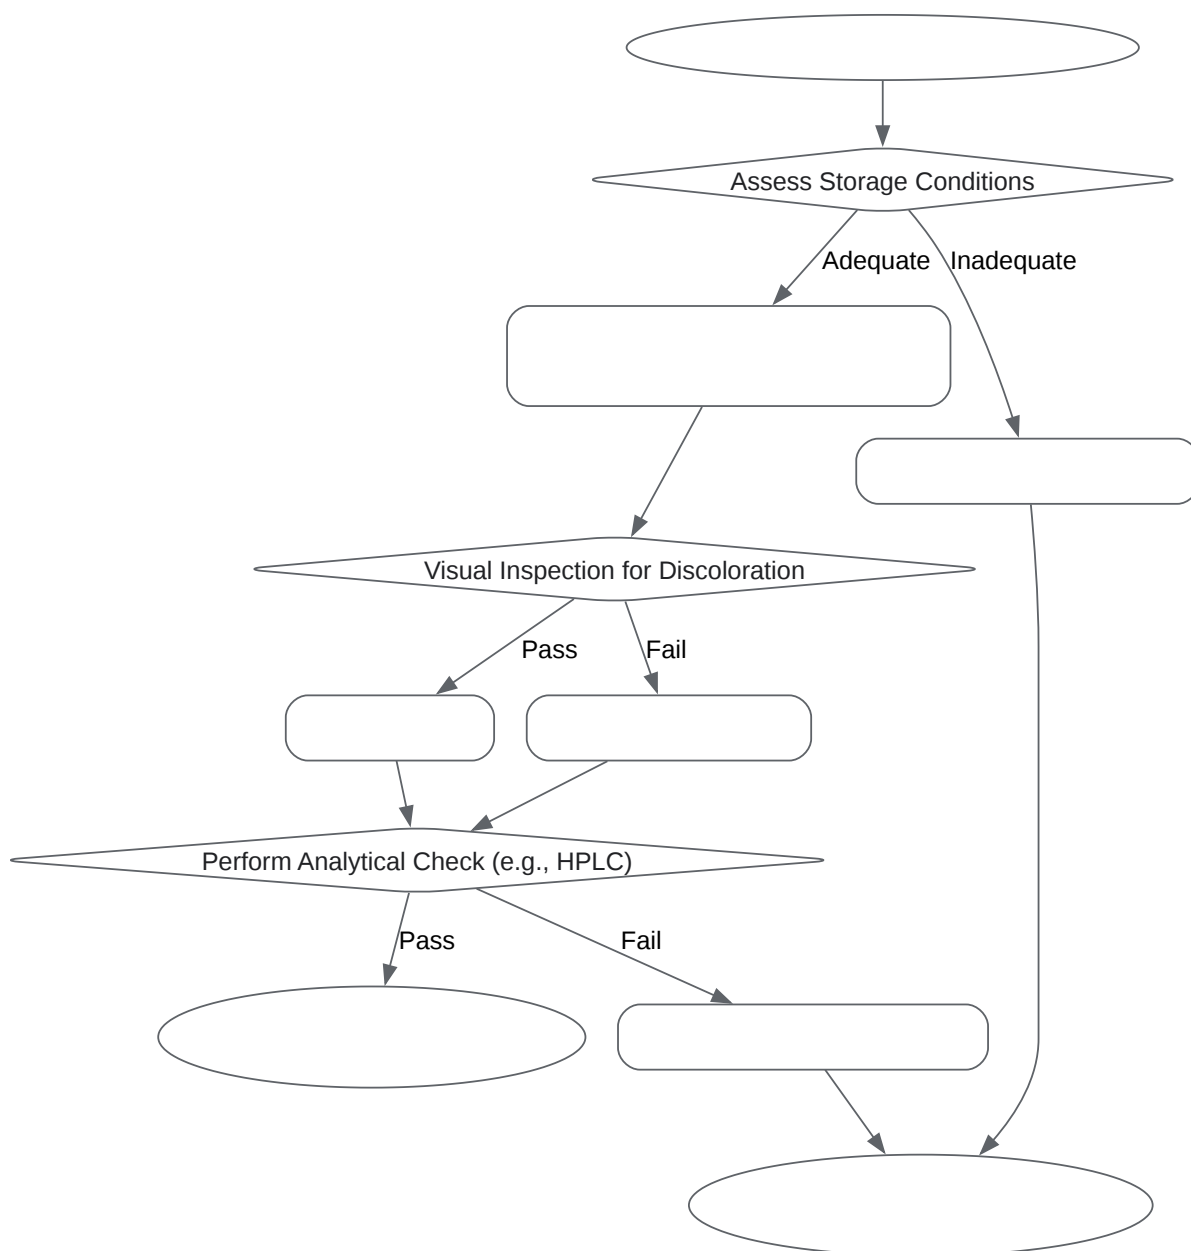 Assess Storage Conditions
Adequate
Inadequate
Visual Inspection for Discoloration
Pass
Fail
Perform Analytical Check (e.g., HPLC)
Pass
Fail